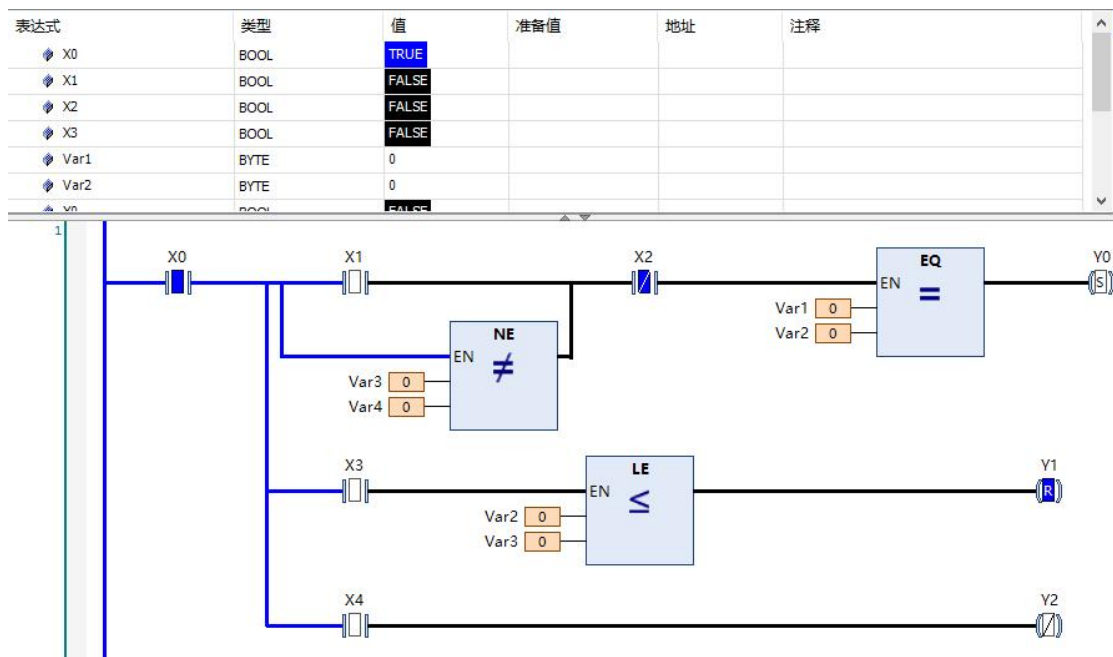 表达式 类型 值 准备值 地址 注释
X0 BOOL TRUE
X1 BOOL FALSE
X2 BOOL FALSE
X3 BOOL FALSE
Var1 BYTE 0
Var2 BYTE 0
Y0 BOOL FALSE
1
X0 X1 X2 EQ Y0
EN = S
Var1 0
Var2 0
NE
EN ≠
Var3 0
Var4 0
X3 LE Y1
EN ≤ R
Var2 0
Var3 0
X4 Y2